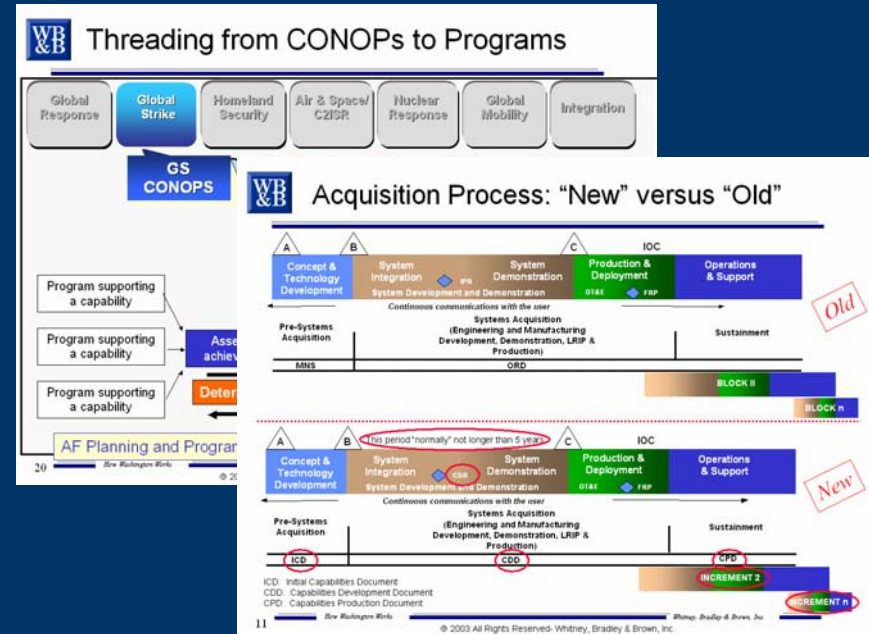 WB
&B
Threading from CONOPs to Programs
Global
Response
Global
Strike
Homeland
Security
Air & Space/
C2ISR
Nuclear
Response
Global
Mobility
Integration
GS
CONOPS
Program supporting
a capability
Program supporting
a capability
Program supporting
a capability
Asse
achiev
Deter
AF Planning and Program
20
How Washington Works
WB
&B
Acquisition Process: “New” versus “Old”
A
B
C
IOC
Concept &
Technology
Development
System
Integration
IPR
System
Demonstration
System Development and Demonstration
Production &
Deployment
OT&E
FRP
Operations
& Support
Continuous communications with the user
Old
Pre-Systems
Acquisition
Systems Acquisition
(Engineering and Manufacturing
Development, Demonstration, LRIP &
Production)
Sustainment
MNS
ORD
BLOCK II
BLOCK n
A
B
This period "normally" not longer than 5 years
C
IOC
Concept &
Technology
Development
System
Integration
CDR
System
Demonstration
System Development and Demonstration
Production &
Deployment
OT&E
FRP
Operations
& Support
Continuous communications with the user
New
Pre-Systems
Acquisition
Systems Acquisition
(Engineering and Manufacturing
Development, Demonstration, LRIP &
Production)
Sustainment
ICD
CDD
CPD
INCREMENT 2
INCREMENT n
ICD: Initial Capabilities Document
CDD: Capabilities Development Document
CPD: Capabilities Production Document
11
How Washington Works
Whitney, Bradley & Brown, Inc
© 2003 All Rights Reserved- Whitney, Bradley & Brown, Inc.